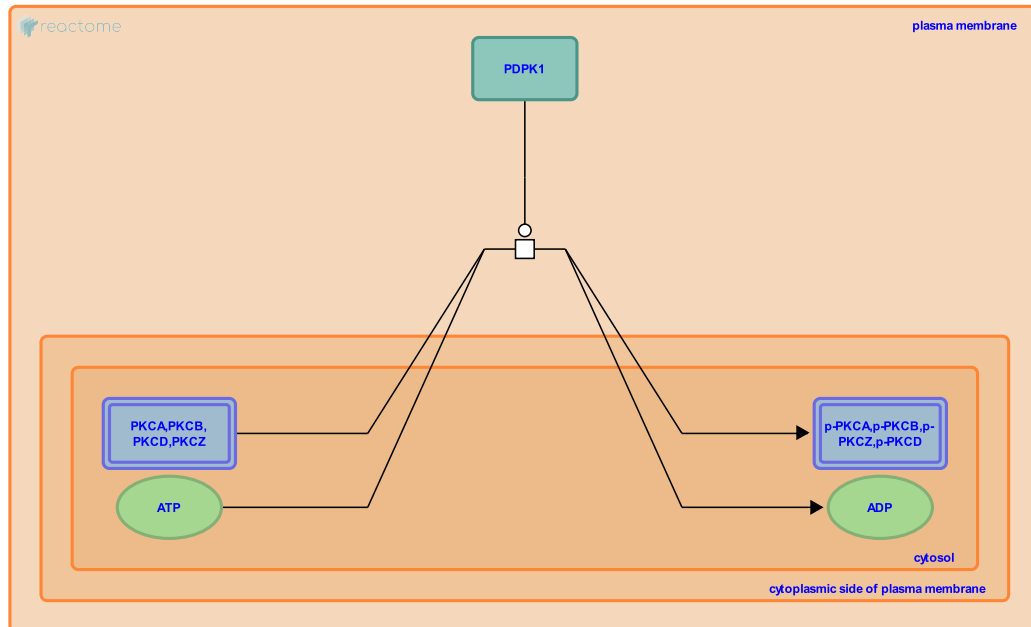 reactome
plasma membrane
PDPK1
PKCA,PKCB,
PKCD,PKCZ
p-PKCA,p-PKCB,p-
PKCZ,p-PKCD
ATP
ADP
cytosol
cytoplasmic side of plasma membrane